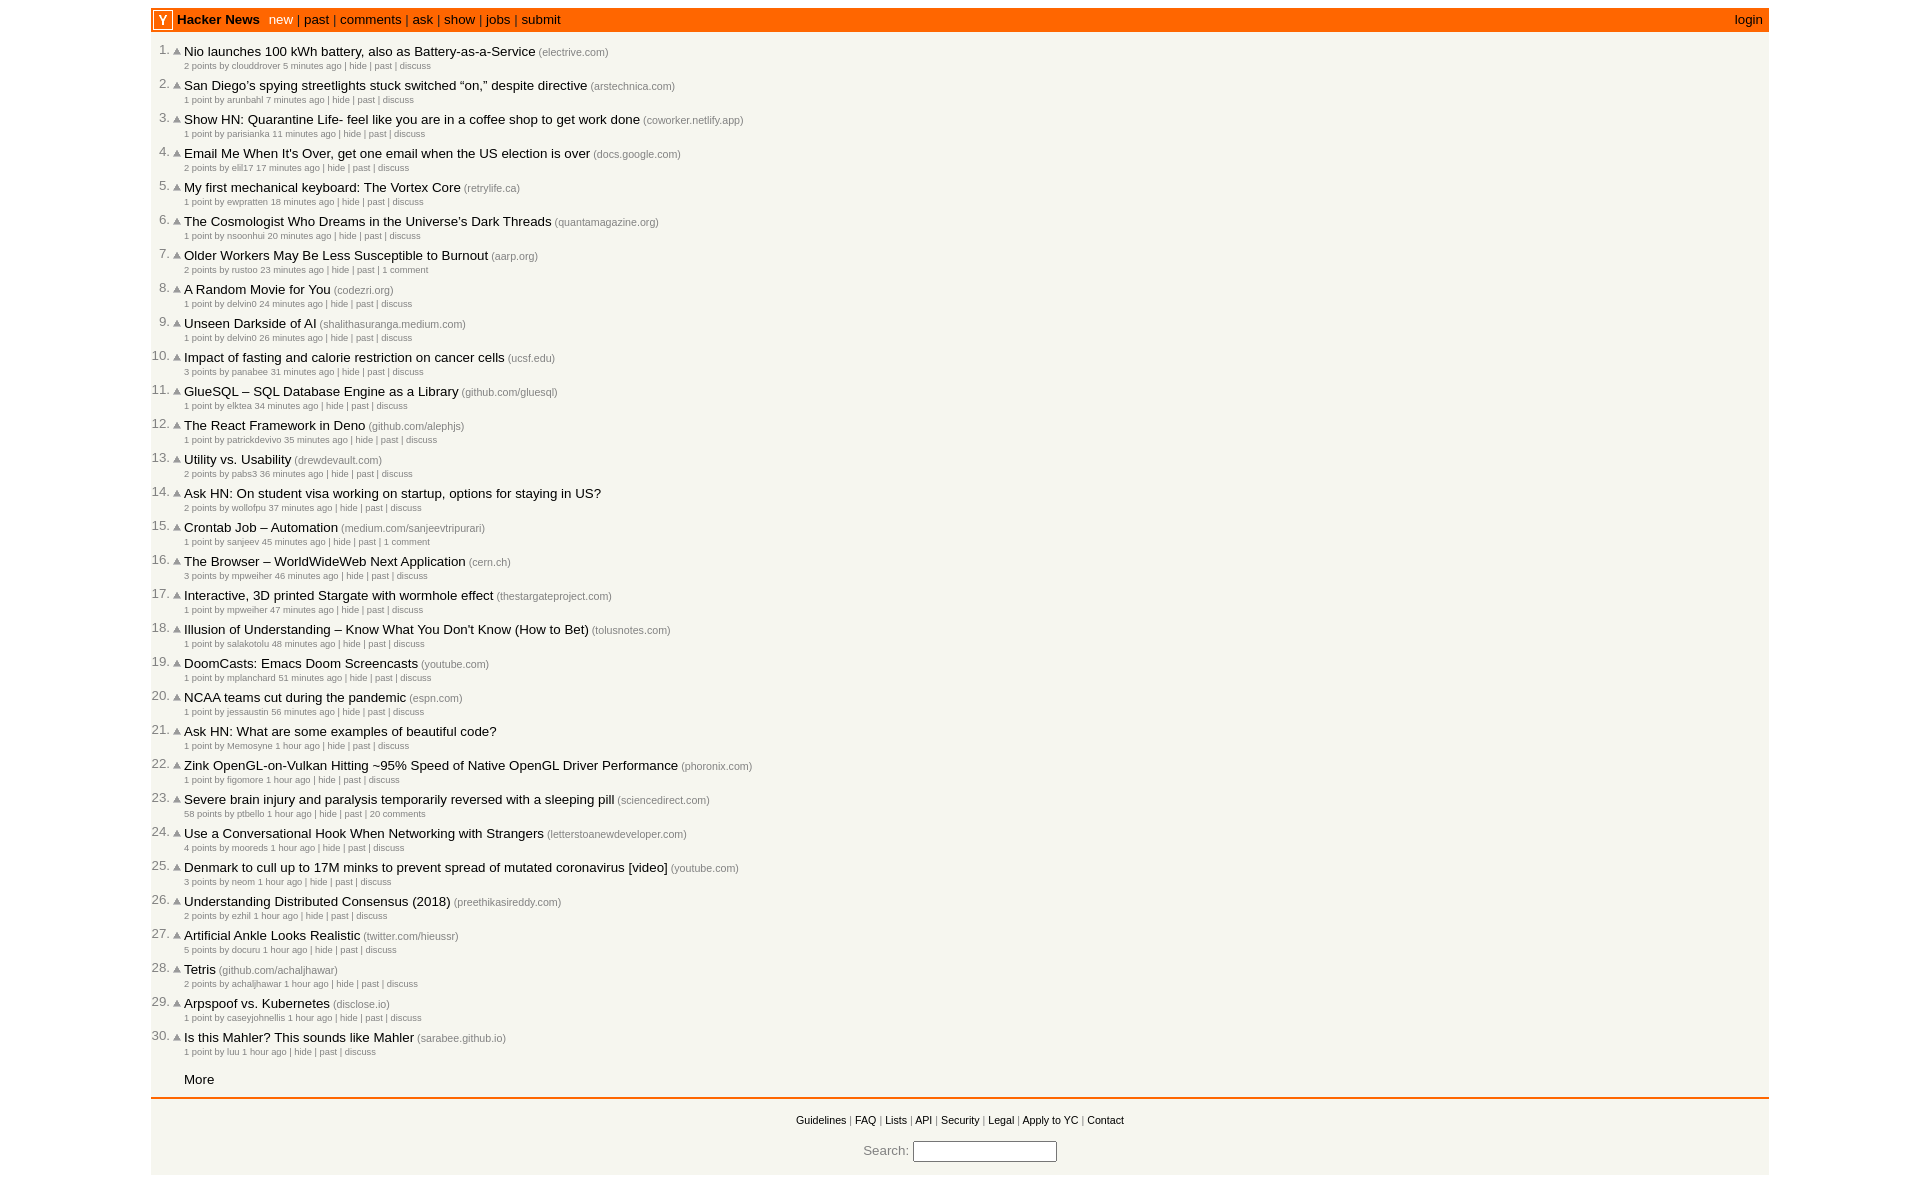 Y Hacker News new | past | comments | ask | show | jobs | submit login
1. Nio launches 100 kWh battery, also as Battery-as-a-Service (electrive.com)
2 points by clouddrover 5 minutes ago | hide | past | discuss
2. San Diego’s spying streetlights stuck switched “on,” despite directive (arstechnica.com)
1 point by arunbahl 7 minutes ago | hide | past | discuss
3. Show HN: Quarantine Life- feel like you are in a coffee shop to get work done (coworker.netlify.app)
1 point by parisianka 11 minutes ago | hide | past | discuss
4. Email Me When It's Over, get one email when the US election is over (docs.google.com)
2 points by elil17 17 minutes ago | hide | past | discuss
5. My first mechanical keyboard: The Vortex Core (retrylife.ca)
1 point by ewpratten 18 minutes ago | hide | past | discuss
6. The Cosmologist Who Dreams in the Universe’s Dark Threads (quantamagazine.org)
1 point by nsoonhui 20 minutes ago | hide | past | discuss
7. Older Workers May Be Less Susceptible to Burnout (aarp.org)
2 points by rustoo 23 minutes ago | hide | past | 1 comment
8. A Random Movie for You (codezri.org)
1 point by delvin0 24 minutes ago | hide | past | discuss
9. Unseen Darkside of AI (shalithasuranga.medium.com)
1 point by delvin0 26 minutes ago | hide | past | discuss
10. Impact of fasting and calorie restriction on cancer cells (ucsf.edu)
3 points by panabee 31 minutes ago | hide | past | discuss
11. GlueSQL – SQL Database Engine as a Library (github.com/gluesql)
1 point by elktea 34 minutes ago | hide | past | discuss
12. The React Framework in Deno (github.com/alephjs)
1 point by patrickdevivo 35 minutes ago | hide | past | discuss
13. Utility vs. Usability (drewdevault.com)
2 points by pabs3 36 minutes ago | hide | past | discuss
14. Ask HN: On student visa working on startup, options for staying in US?
2 points by wollofpu 37 minutes ago | hide | past | discuss
15. Crontab Job – Automation (medium.com/sanjeevtripurari)
1 point by sanjeev 45 minutes ago | hide | past | 1 comment
16. The Browser – WorldWideWeb Next Application (cern.ch)
3 points by mpweiher 46 minutes ago | hide | past | discuss
17. Interactive, 3D printed Stargate with wormhole effect (thestargateproject.com)
1 point by mpweiher 47 minutes ago | hide | past | discuss
18. Illusion of Understanding – Know What You Don't Know (How to Bet) (tolusnotes.com)
1 point by salakotolu 48 minutes ago | hide | past | discuss
19. DoomCasts: Emacs Doom Screencasts (youtube.com)
1 point by mplanchard 51 minutes ago | hide | past | discuss
20. NCAA teams cut during the pandemic (espn.com)
1 point by jessaustin 56 minutes ago | hide | past | discuss
21. Ask HN: What are some examples of beautiful code?
1 point by Memosyne 1 hour ago | hide | past | discuss
22. Zink OpenGL-on-Vulkan Hitting ~95% Speed of Native OpenGL Driver Performance (phoronix.com)
1 point by figomore 1 hour ago | hide | past | discuss
23. Severe brain injury and paralysis temporarily reversed with a sleeping pill (sciencedirect.com)
58 points by ptbello 1 hour ago | hide | past | 20 comments
24. Use a Conversational Hook When Networking with Strangers (letterstoanewdeveloper.com)
4 points by mooreds 1 hour ago | hide | past | discuss
25. Denmark to cull up to 17M minks to prevent spread of mutated coronavirus [video] (youtube.com)
3 points by neom 1 hour ago | hide | past | discuss
26. Understanding Distributed Consensus (2018) (preethikasireddy.com)
2 points by ezhil 1 hour ago | hide | past | discuss
27. Artificial Ankle Looks Realistic (twitter.com/hieussr)
5 points by docuru 1 hour ago | hide | past | discuss
28. Tetris (github.com/achaljhawar)
2 points by achaljhawar 1 hour ago | hide | past | discuss
29. Arpspoof vs. Kubernetes (disclose.io)
1 point by caseyjohnellis 1 hour ago | hide | past | discuss
30. Is this Mahler? This sounds like Mahler (sarabee.github.io)
1 point by luu 1 hour ago | hide | past | discuss
More
Guidelines | FAQ | Lists | API | Security | Legal | Apply to YC | Contact
Search: